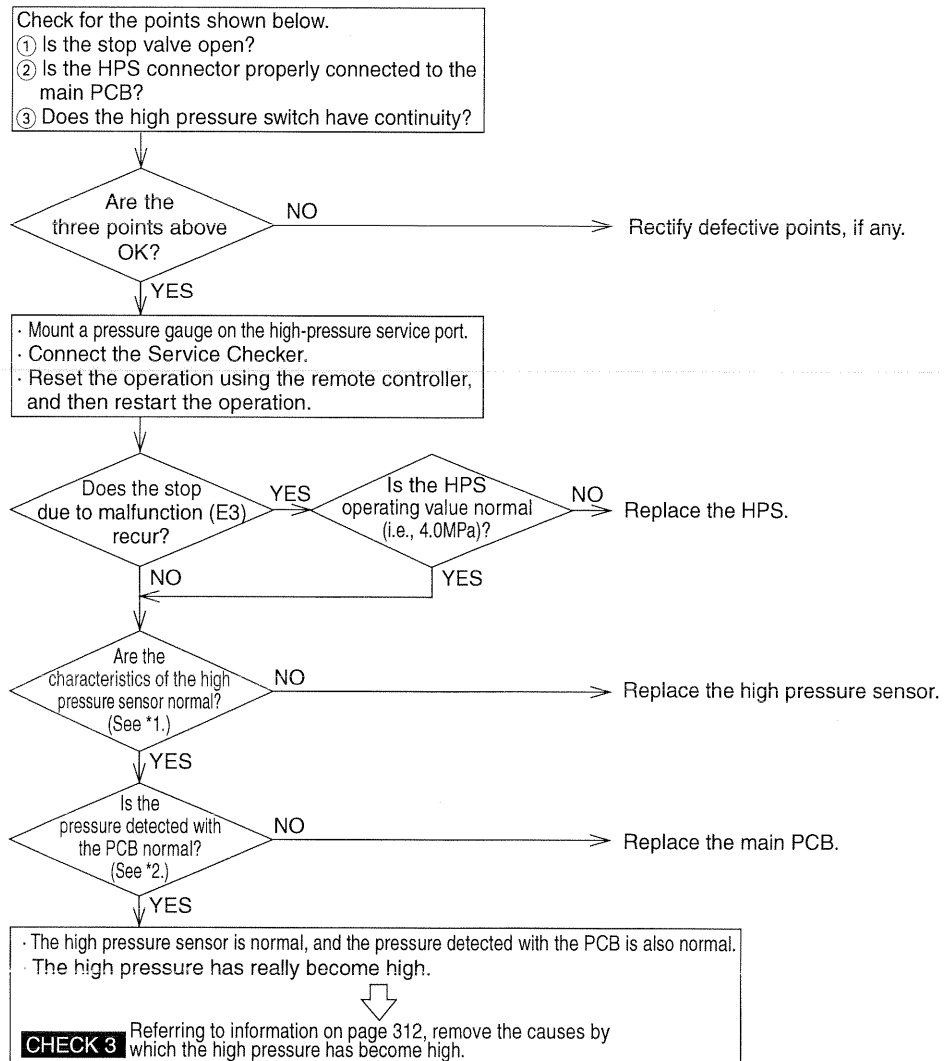 Check for the points shown below.
① Is the stop valve open?
② Is the HPS connector properly connected to the
main PCB?
③ Does the high pressure switch have continuity?
Are the
three points above
OK?
NO
Rectify defective points, if any.
YES
· Mount a pressure gauge on the high-pressure service port.
· Connect the Service Checker.
· Reset the operation using the remote controller,
and then restart the operation.
Does the stop
due to malfunction (E3)
recur?
YES
Is the HPS
operating value normal
(i.e., 4.0MPa)?
NO
Replace the HPS.
NO
YES
Are the
characteristics of the high
pressure sensor normal?
(See *1.)
NO
Replace the high pressure sensor.
YES
Is the
pressure detected with
the PCB normal?
(See *2.)
NO
Replace the main PCB.
YES
· The high pressure sensor is normal, and the pressure detected with the PCB is also normal.
· The high pressure has really become high.
CHECK 3 Referring to information on page 312, remove the causes by
which the high pressure has become high.